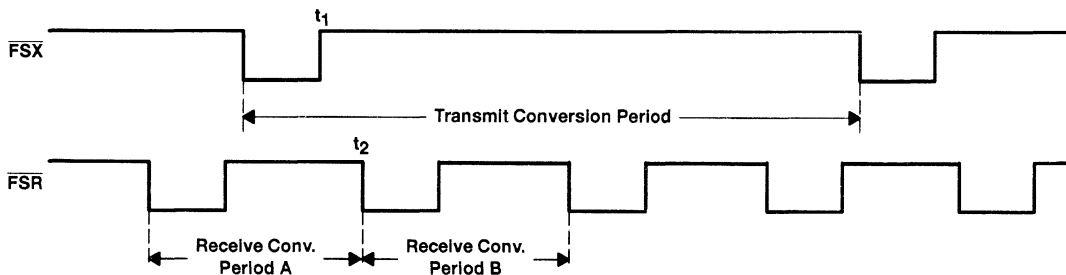 t1
FSX
Transmit Conversion Period
t2
FSR
Receive Conv.
Period A
Receive Conv.
Period B